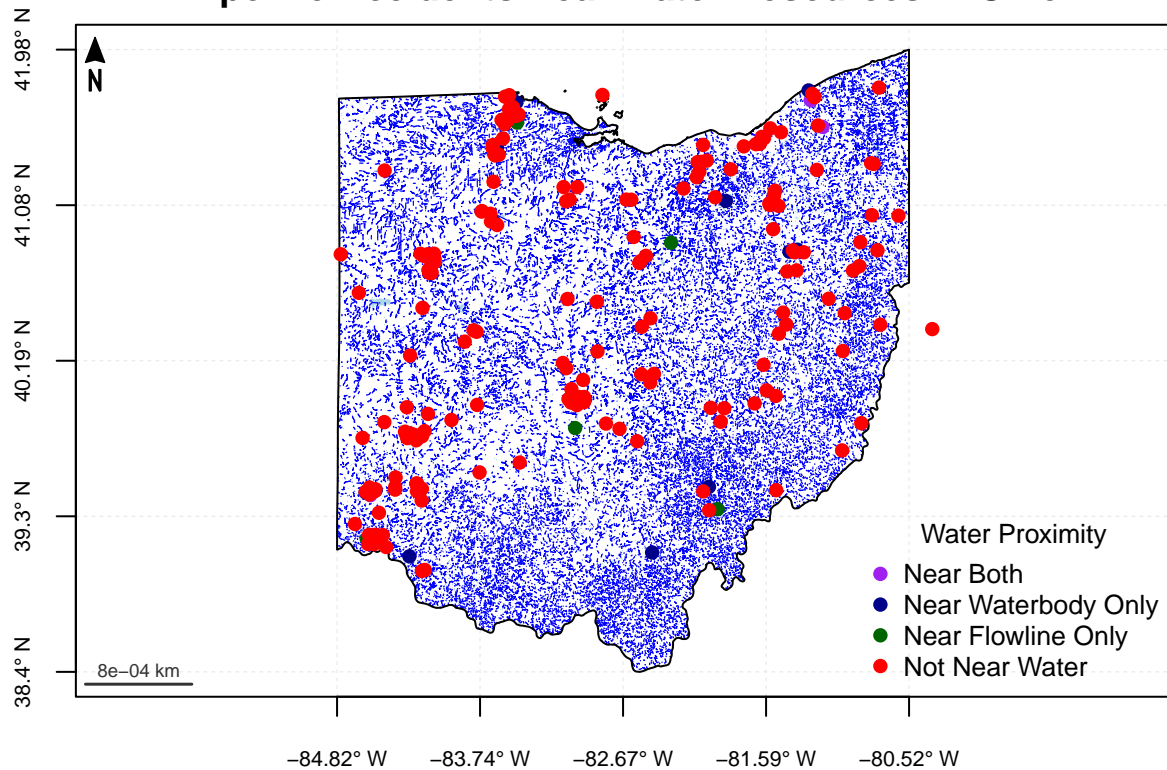 N
41.98° N
41.08° N
40.19° N
39.3° N
38.4° N
Water Proximity
Near Both
Near Waterbody Only
Near Flowline Only
Not Near Water
8e−04 km
−84.82° W
−83.74° W
−82.67° W
−81.59° W
−80.52° W